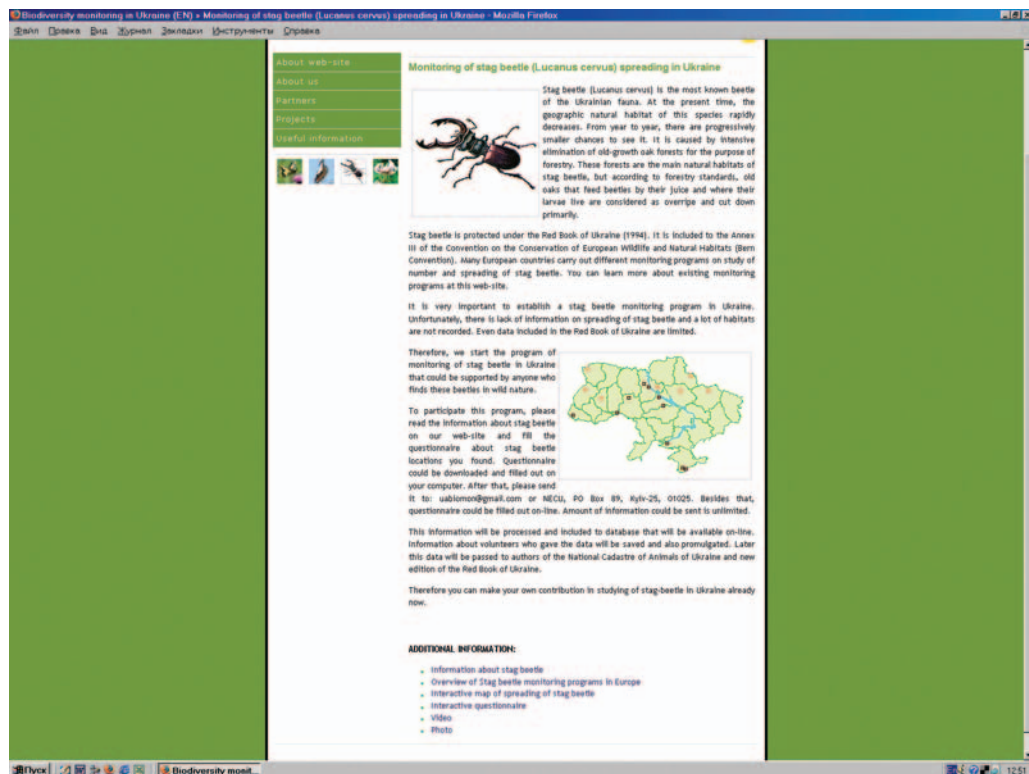 Biodiversity monitoring in Ukraine (EN) » Monitoring of stag beetle (Lucanus cervus) spreading in Ukraine - Mozilla Firefox
Файл Правка Вид Журнал Закладки Инструменты Справка
About web-site
About us
Partners
Projects
Useful information
Monitoring of stag beetle (Lucanus cervus) spreading in Ukraine
Stag beetle (Lucanus cervus) is the most known beetle
of the Ukrainian fauna. At the present time, the
geographic natural habitat of this species rapidly
decreases. From year to year, there are progressively
smaller chances to see it. It is caused by intensive
elimination of old-growth oak forests for the purpose of
forestry. These forests are the main natural habitats of
stag beetle, but according to forestry standards, old
oaks that feed beetles by their juice and where their
larvae live are considered as overripe and cut down
primarily.
Stag beetle is protected under the Red Book of Ukraine (1994). It is included to the Annex
III of the Convention on the Conservation of European Wildlife and Natural Habitats (Bern
Convention). Many European countries carry out different monitoring programs on study of
number and spreading of stag beetle. You can learn more about existing monitoring
programs at this web-site.
It is very important to establish a stag beetle monitoring program in Ukraine.
Unfortunately, there is lack of information on spreading of stag beetle and a lot of habitats
are not recorded. Even data included in the Red Book of Ukraine are limited.
Therefore, we start the program of
monitoring of stag beetle in Ukraine
that could be supported by anyone who
finds these beetles in wild nature.
To participate this program, please
read the information about stag beetle
on our web-site and fill the
questionnaire about stag beetle
locations you found. Questionnaire
could be downloaded and filled out on
your computer. After that, please send
it to: uabiomon@gmail.com or NECU, PO Box 89, Kyiv-25, 01025. Besides that,
questionnaire could be filled out on-line. Amount of information could be sent is unlimited.
This information will be processed and included to database that will be available on-line.
Information about volunteers who gave the data will be saved and also promulgated. Later
this data will be passed to authors of the National Cadastre of Animals of Ukraine and new
edition of the Red Book of Ukraine.
Therefore you can make your own contribution in studying of stag-beetle in Ukraine already
now.
ADDITIONAL INFORMATION:
Information about stag beetle
Overview of Stag beetle monitoring programs in Europe
Interactive map of spreading of stag beetle
Interactive questionnaire
Video
Photo
Пуск Biodiversity monit... 12:51